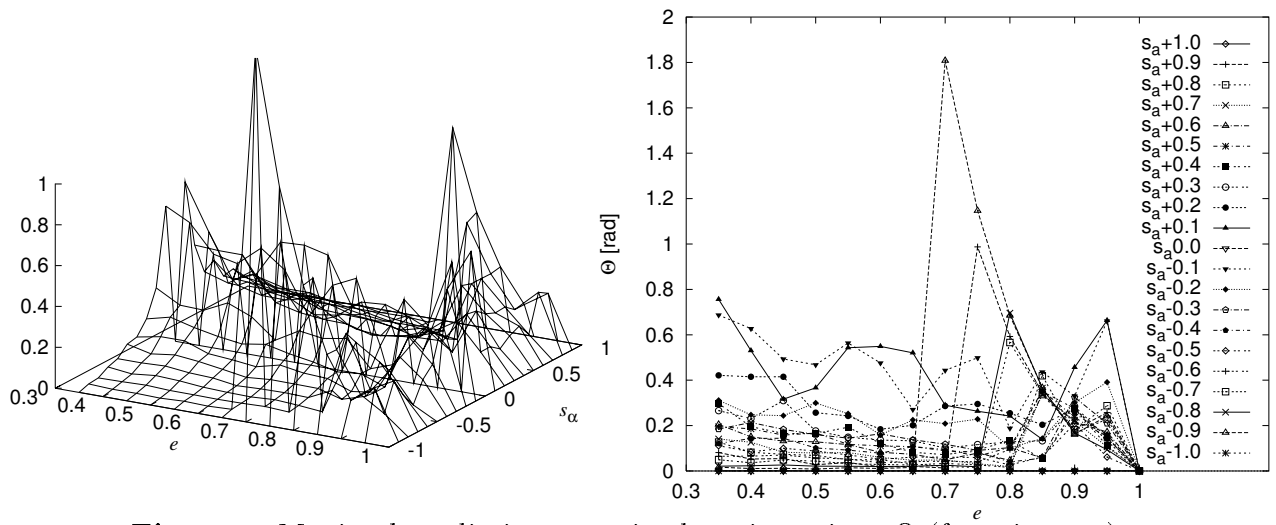 1
0.8
0.6
0.4
0.2
0
0.3
0.4
0.5
0.6
0.7
0.8
0.9
1
e
-1
-0.5
0
0.5
1
sα
2
1.8
1.6
1.4
1.2
1
0.8
0.6
0.4
0.2
0
Θ [rad]
0.3 0.4 0.5 0.6 0.7 0.8 0.9 1
e
sa+1.0
sa+0.9
sa+0.8
sa+0.7
sa+0.6
sa+0.5
sa+0.4
sa+0.3
sa+0.2
sa+0.1
sa0.0
sa-0.1
sa-0.2
sa-0.3
sa-0.4
sa-0.5
sa-0.6
sa-0.7
sa-0.8
sa-0.9
sa-1.0